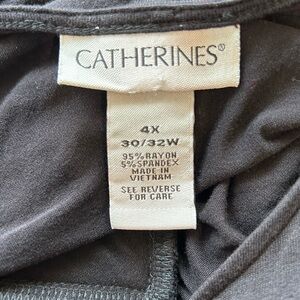 CATHERINES®
4X
30/32W
95% RAYON
5% SPANDEX
MADE IN
VIETNAM
SEE REVERSE
FOR CARE